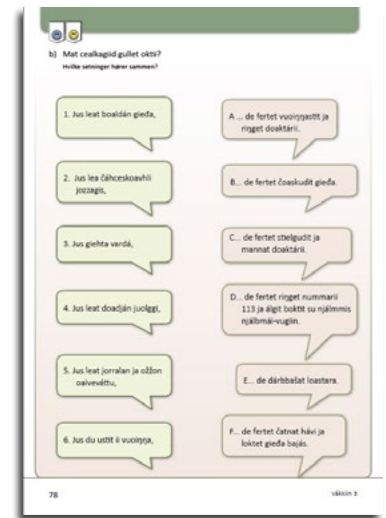 b) Mat cealkagiid gullet oktii?
Hvilke setninger hører sammen?
1. Jus leat boaldán gieđa,
A ... de fertet vuoiŋŋastit ja
riŋget doaktárii.
2. Jus lea čáhceskoavhli
jozzagis,
B... de fertet čoaskudit gieđa.
3. Jus giehta vardá,
C... de fertet stielgudit ja
mannat doaktárii.
4. Jus leat doadján juolggi,
D... de fertet riŋget nummarii
113 ja álgit boktit su njálmmis
njálbmái-vugiin.
5. Jus leat jorralan ja ožžon
oaiveváttu,
E... de dárbbašat loastara.
6. Jus du ustit ii vuoiŋŋa,
F... de fertet čatnat hávi ja
loktet gieđa bajás.
78
Váikkin 3